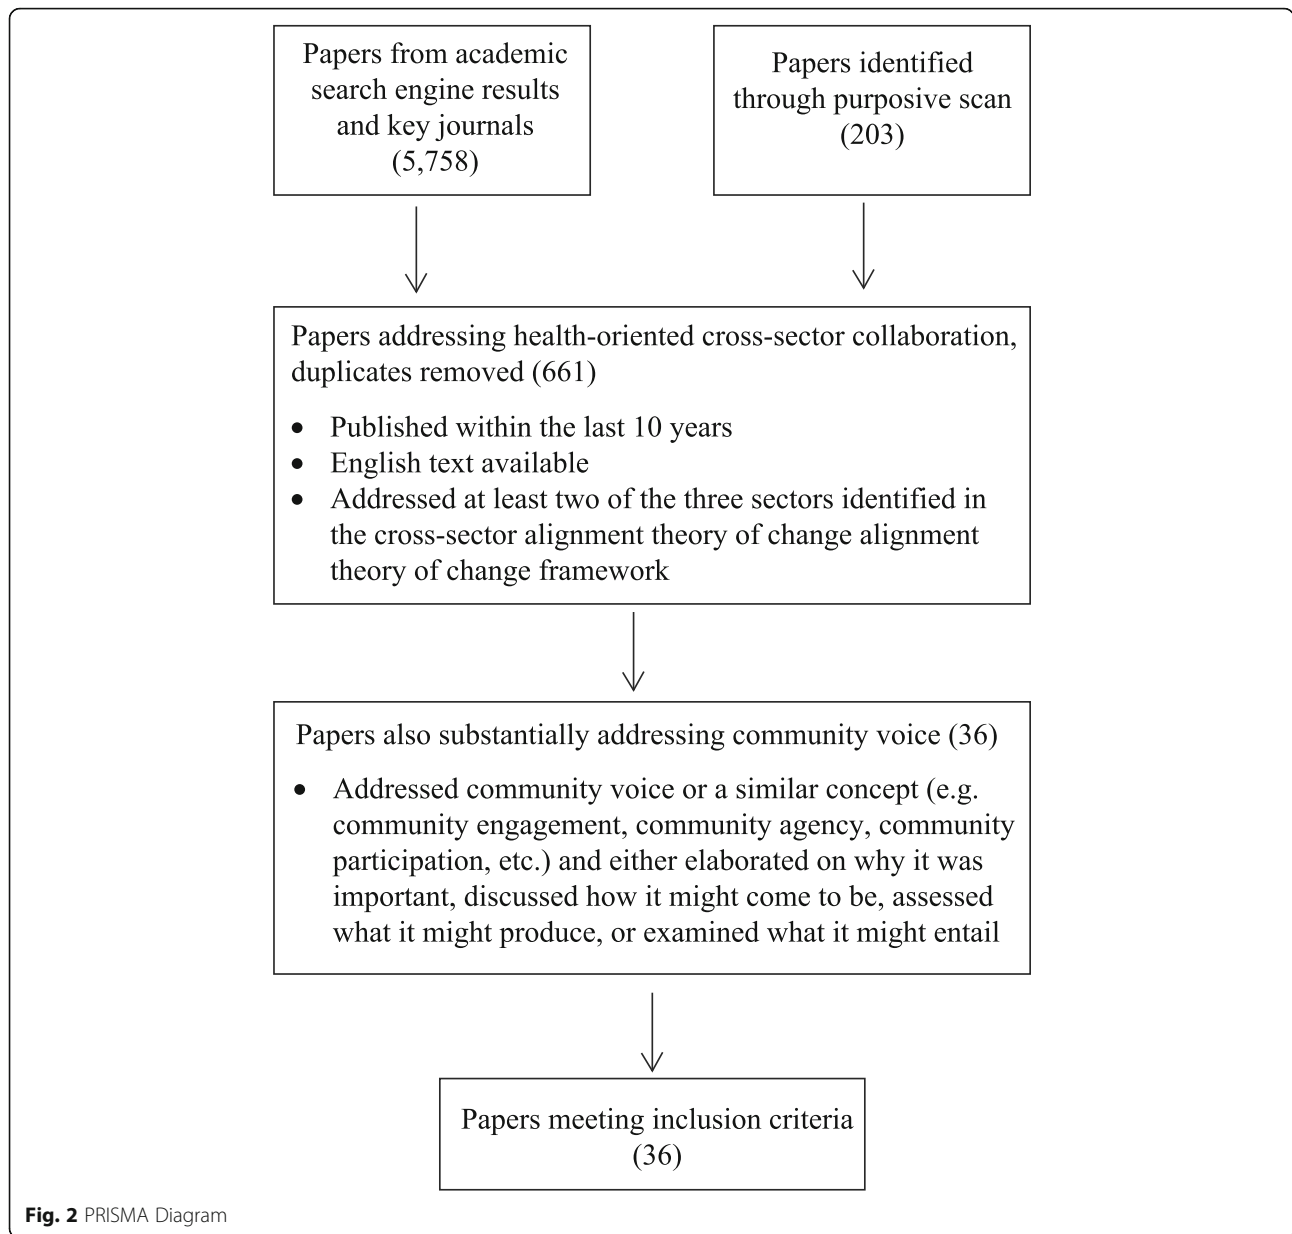 Papers from academic
search engine results
and key journals
(5,758)
Papers identified
through purposive scan
(203)
Papers addressing health-oriented cross-sector collaboration,
duplicates removed (661)
• Published within the last 10 years
• English text available
• Addressed at least two of the three sectors identified in
the cross-sector alignment theory of change alignment
theory of change framework
Papers also substantially addressing community voice (36)
• Addressed community voice or a similar concept (e.g.
community engagement, community agency, community
participation, etc.) and either elaborated on why it was
important, discussed how it might come to be, assessed
what it might produce, or examined what it might entail
Papers meeting inclusion criteria
(36)
Fig. 2 PRISMA Diagram